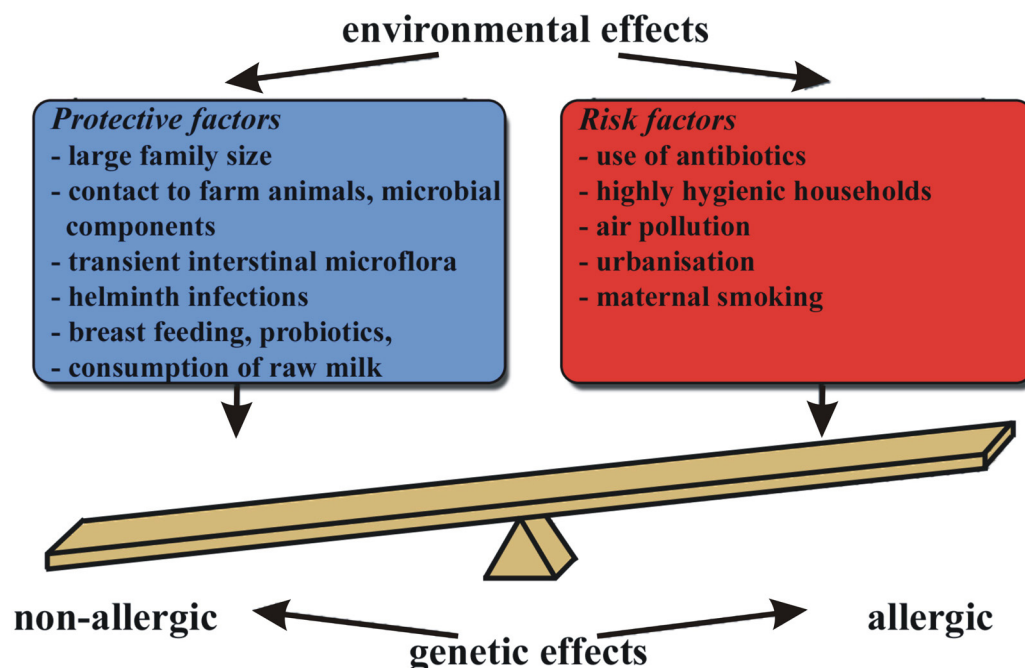 environmental effects
Protective factors
- large family size
- contact to farm animals, microbial
components
- transient interstinal microflora
- helminth infections
- breast feeding, probiotics,
- consumption of raw milk
Risk factors
- use of antibiotics
- highly hygienic households
- air pollution
- urbanisation
- maternal smoking
non-allergic
allergic
genetic effects